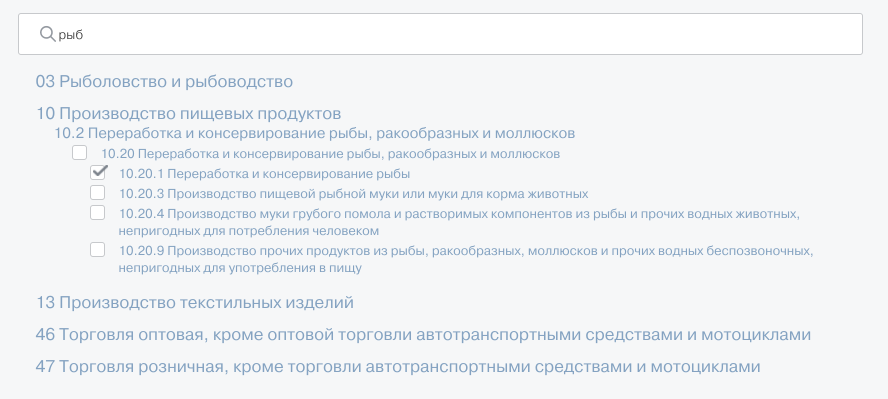 рыб
03 Рыболовство и рыбоводство
10 Производство пищевых продуктов
10.2 Переработка и консервирование рыбы, ракообразных и моллюсков
10.20 Переработка и консервирование рыбы, ракообразных и моллюсков
10.20.1 Переработка и консервирование рыбы
10.20.3 Производство пищевой рыбной муки или муки для корма животных
10.20.4 Производство муки грубого помола и растворимых компонентов из рыбы и прочих водных животных,
непригодных для потребления человеком
10.20.9 Производство прочих продуктов из рыбы, ракообразных, моллюсков и прочих водных беспозвоночных,
непригодных для употребления в пищу
13 Производство текстильных изделий
46 Торговля оптовая, кроме оптовой торговли автотранспортными средствами и мотоциклами
47 Торговля розничная, кроме торговли автотранспортными средствами и мотоциклами